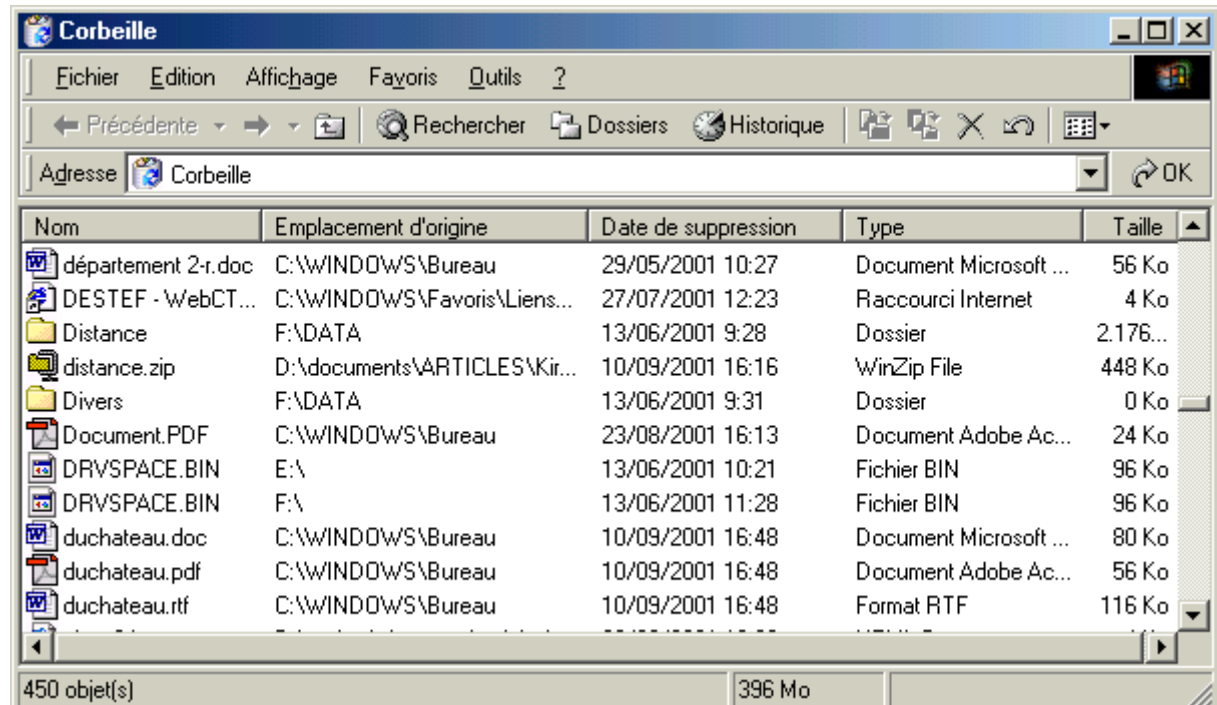 Corbeille
Fichier Edition Affichage Favoris Outils ?
Précédente Rechercher Dossiers Historique
Adresse Corbeille OK
Nom Emplacement d'origine Date de suppression Type Taille
département 2-r.doc C:\WINDOWS\Bureau 29/05/2001 10:27 Document Microsoft ... 56 Ko
DESTEF - WebCT... C:\WINDOWS\Favoris\Liens... 27/07/2001 12:23 Raccourci Internet 4 Ko
Distance F:\DATA 13/06/2001 9:28 Dossier 2.176...
distance.zip D:\documents\ARTICLES\Kir... 10/09/2001 16:16 WinZip File 448 Ko
Divers F:\DATA 13/06/2001 9:31 Dossier 0 Ko
Document.PDF C:\WINDOWS\Bureau 23/08/2001 16:13 Document Adobe Ac... 24 Ko
DRVSPACE.BIN E:\ 13/06/2001 10:21 Fichier BIN 96 Ko
DRVSPACE.BIN F:\ 13/06/2001 11:28 Fichier BIN 96 Ko
duchateau.doc C:\WINDOWS\Bureau 10/09/2001 16:48 Document Microsoft ... 80 Ko
duchateau.pdf C:\WINDOWS\Bureau 10/09/2001 16:48 Document Adobe Ac... 56 Ko
duchateau.rtf C:\WINDOWS\Bureau 10/09/2001 16:48 Format RTF 116 Ko
450 objet(s) 396 Mo